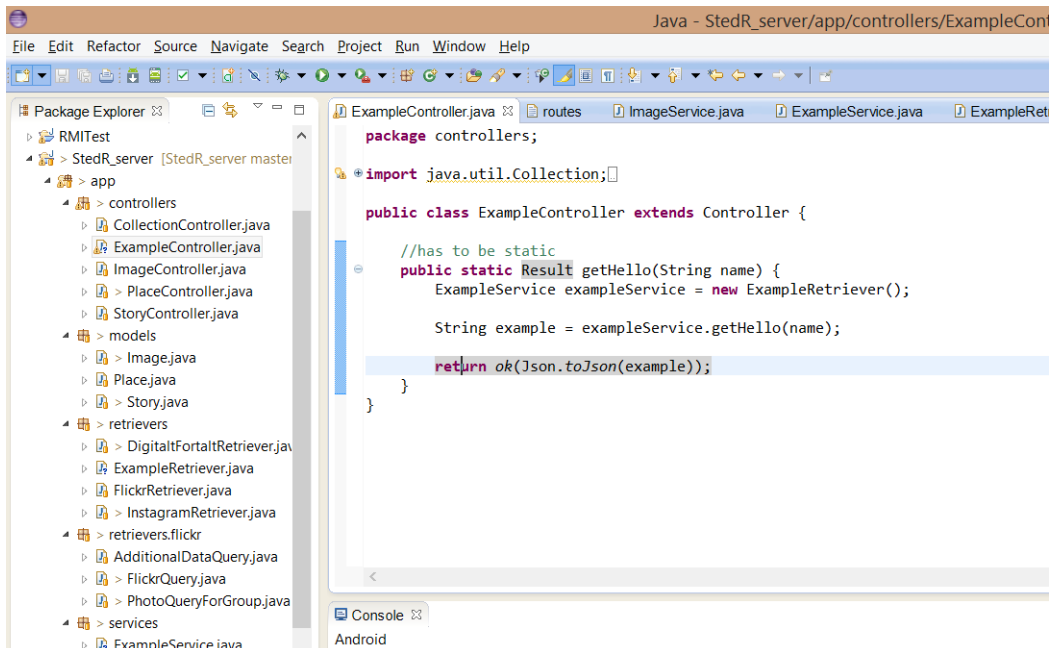 Java - StedR_server/app/controllers/ExampleCont
File Edit Refactor Source Navigate Search Project Run Window Help
Package Explorer
RMITest
> StedR_server [StedR_server master
> app
> controllers
CollectionController.java
ExampleController.java
ImageController.java
> PlaceController.java
StoryController.java
> models
> Image.java
Place.java
> Story.java
> retrievers
> DigitaltFortaltRetriever.jav
ExampleRetriever.java
FlickrRetriever.java
> InstagramRetriever.java
> retrievers.flickr
AdditionalDataQuery.java
> FlickrQuery.java
> PhotoQueryForGroup.java
> services
ExampleService.java
ExampleController.java routes ImageService.java ExampleService.java ExampleRet
package controllers;
import java.util.Collection;
public class ExampleController extends Controller {
//has to be static
public static Result getHello(String name) {
ExampleService exampleService = new ExampleRetriever();
String example = exampleService.getHello(name);
return ok(Json.toJson(example));
}
}
Console
Android